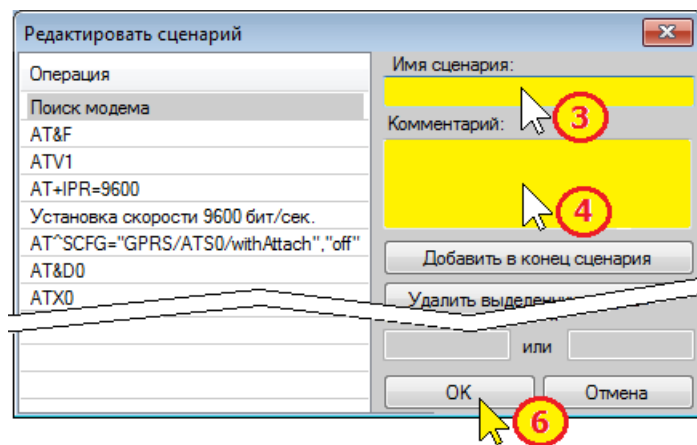 Редактировать сценарий
Операция
Поиск модема
AT&F
ATV1
AT+IPR=9600
Установка скорости 9600 бит/сек.
AT^SCFG="GPRS/ATS0/withAttach","off"
AT&D0
ATX0
Имя сценария:
3
Комментарий:
4
Добавить в конец сценария
Удалить
или
OK
Отмена
6